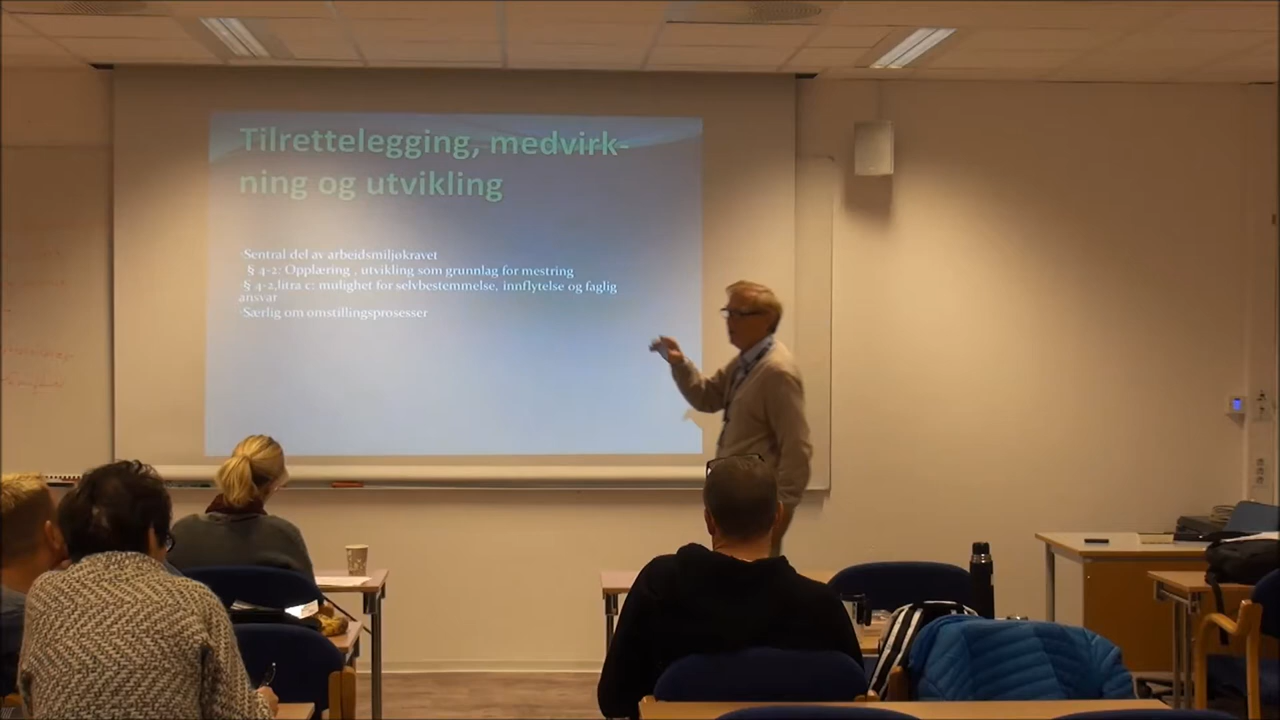 Tilrettelegging, medvirk-
ning og utvikling
Sentral del av arbeidsmiljøkravet
§ 4-2: Opplæring , utvikling som grunnlag for mestring
§ 4-2,litra c: mulighet for selvbestemmelse, innflytelse og faglig
ansvar
Særlig om omstillingsprosesser